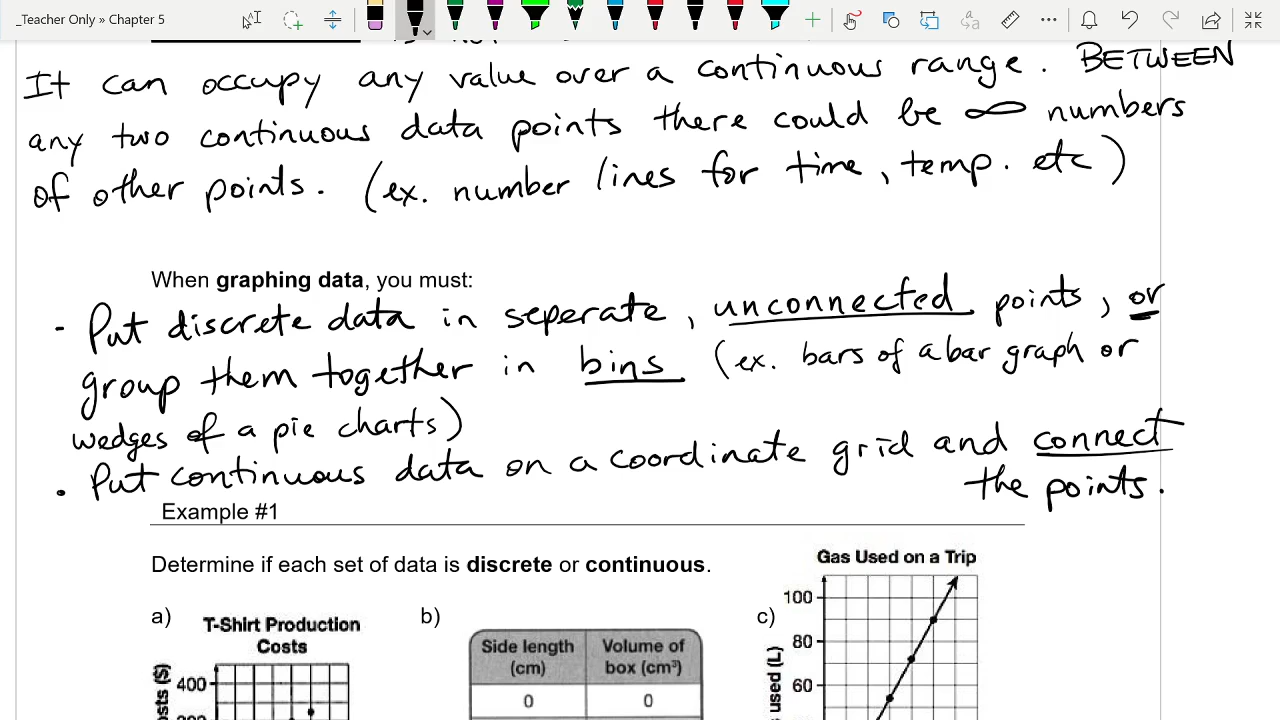 _Teacher Only » Chapter 5
It can occupy any value over a continuous range. BETWEEN
any two continuous data points there could be ∞ numbers
of other points. (ex. number lines for time, temp. etc)
When graphing data, you must:
- Put discrete data in seperate, unconnected points, or
group them together in bins (ex. bars of a bar graph or
wedges of a pie charts)
• Put continuous data on a coordinate grid and connect
the points.
Example #1
Determine if each set of data is discrete or continuous.
a)
T-Shirt Production
Costs
400
b)
Side length
(cm)
Volume of
box (cm³)
0 0
c)
Gas Used on a Trip
100
80
60
used (L)